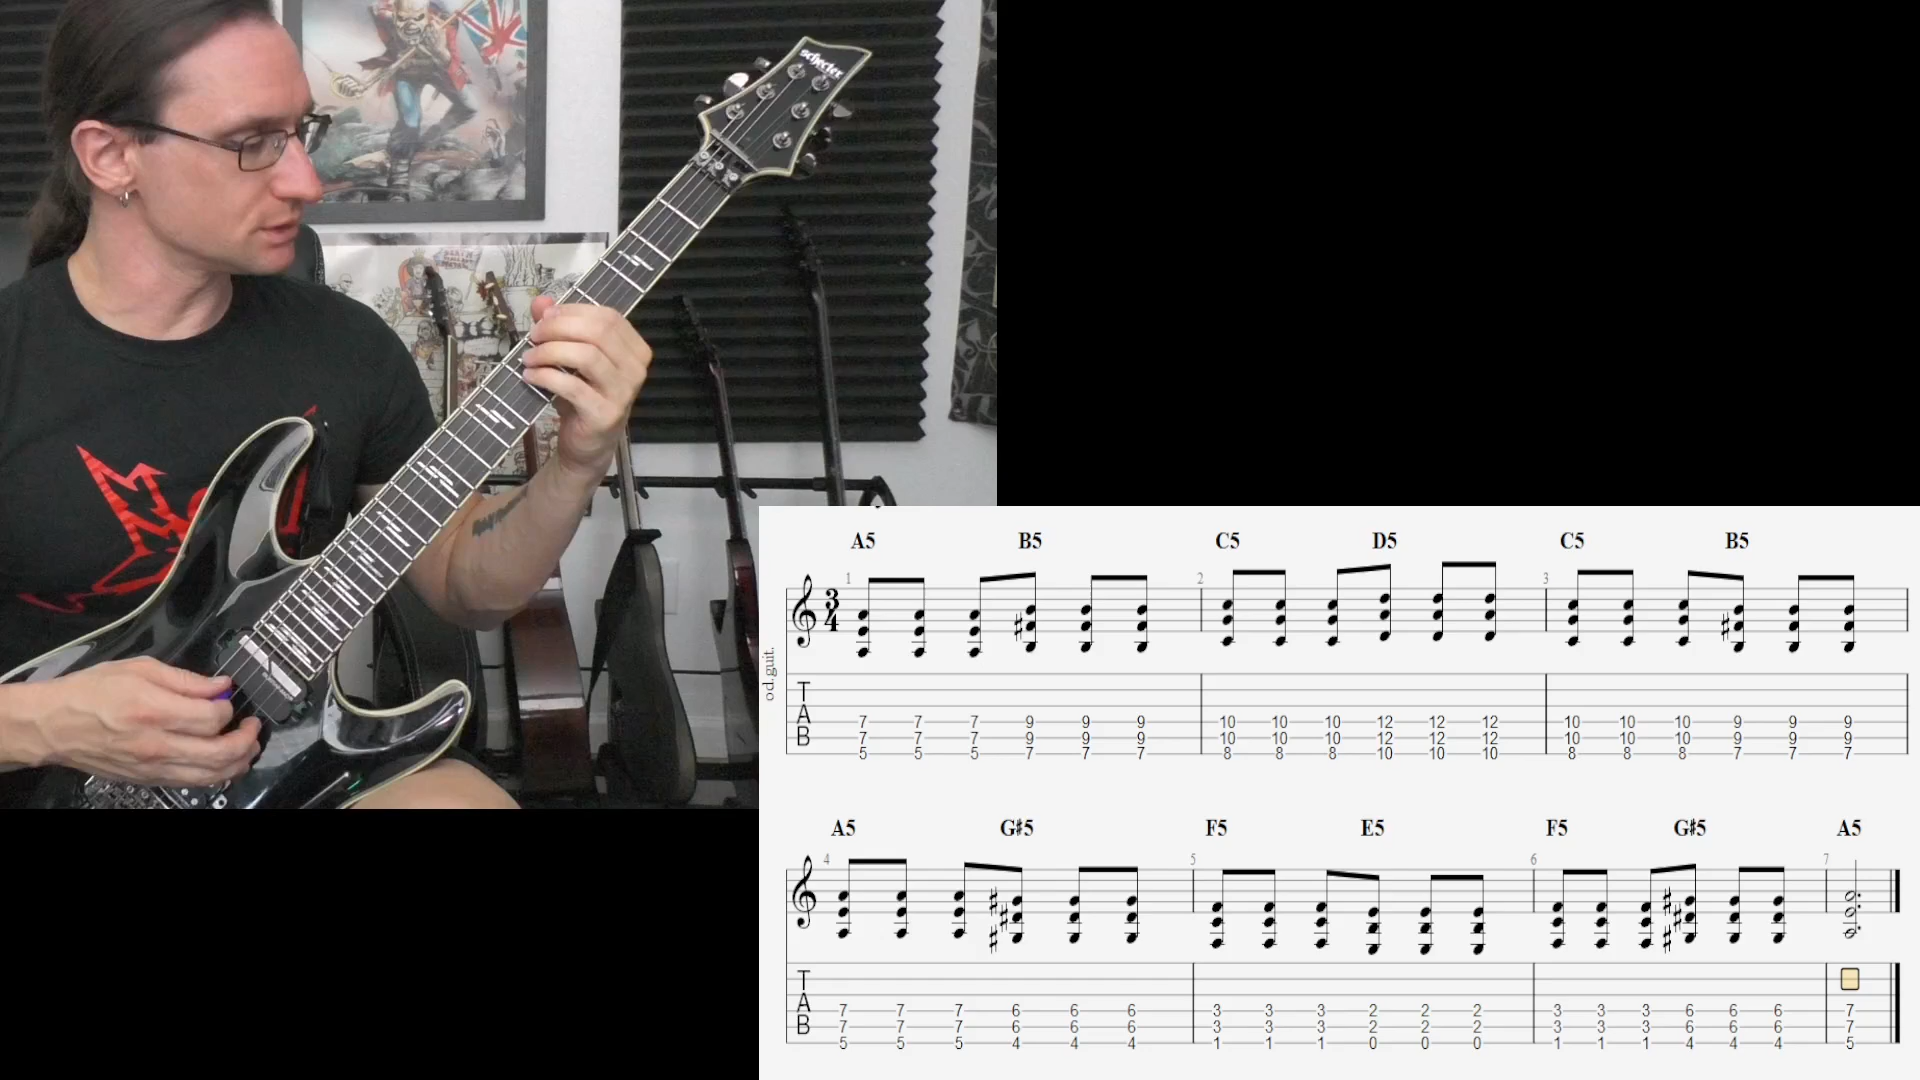 schecter
A5 B5 C5 D5 C5 B5
1 2 3
3
4
od.guit.
T
A
B
7 7 7 9 9 9 10 10 10 12 12 12 10 10 10 9 9 9
7 7 7 9 9 9 10 10 10 12 12 12 10 10 10 9 9 9
5 5 5 7 7 7 8 8 8 10 10 10 8 8 8 7 7 7
A5 G#5 F5 E5 F5 G#5 A5
4 5 6 7
T
A
B
7 7 7 6 6 6 3 3 3 2 2 2 3 3 3 6 6 6 7
7 7 7 6 6 6 3 3 3 2 2 2 3 3 3 6 6 6 7
5 5 5 4 4 4 1 1 1 0 0 0 1 1 1 4 4 4 5